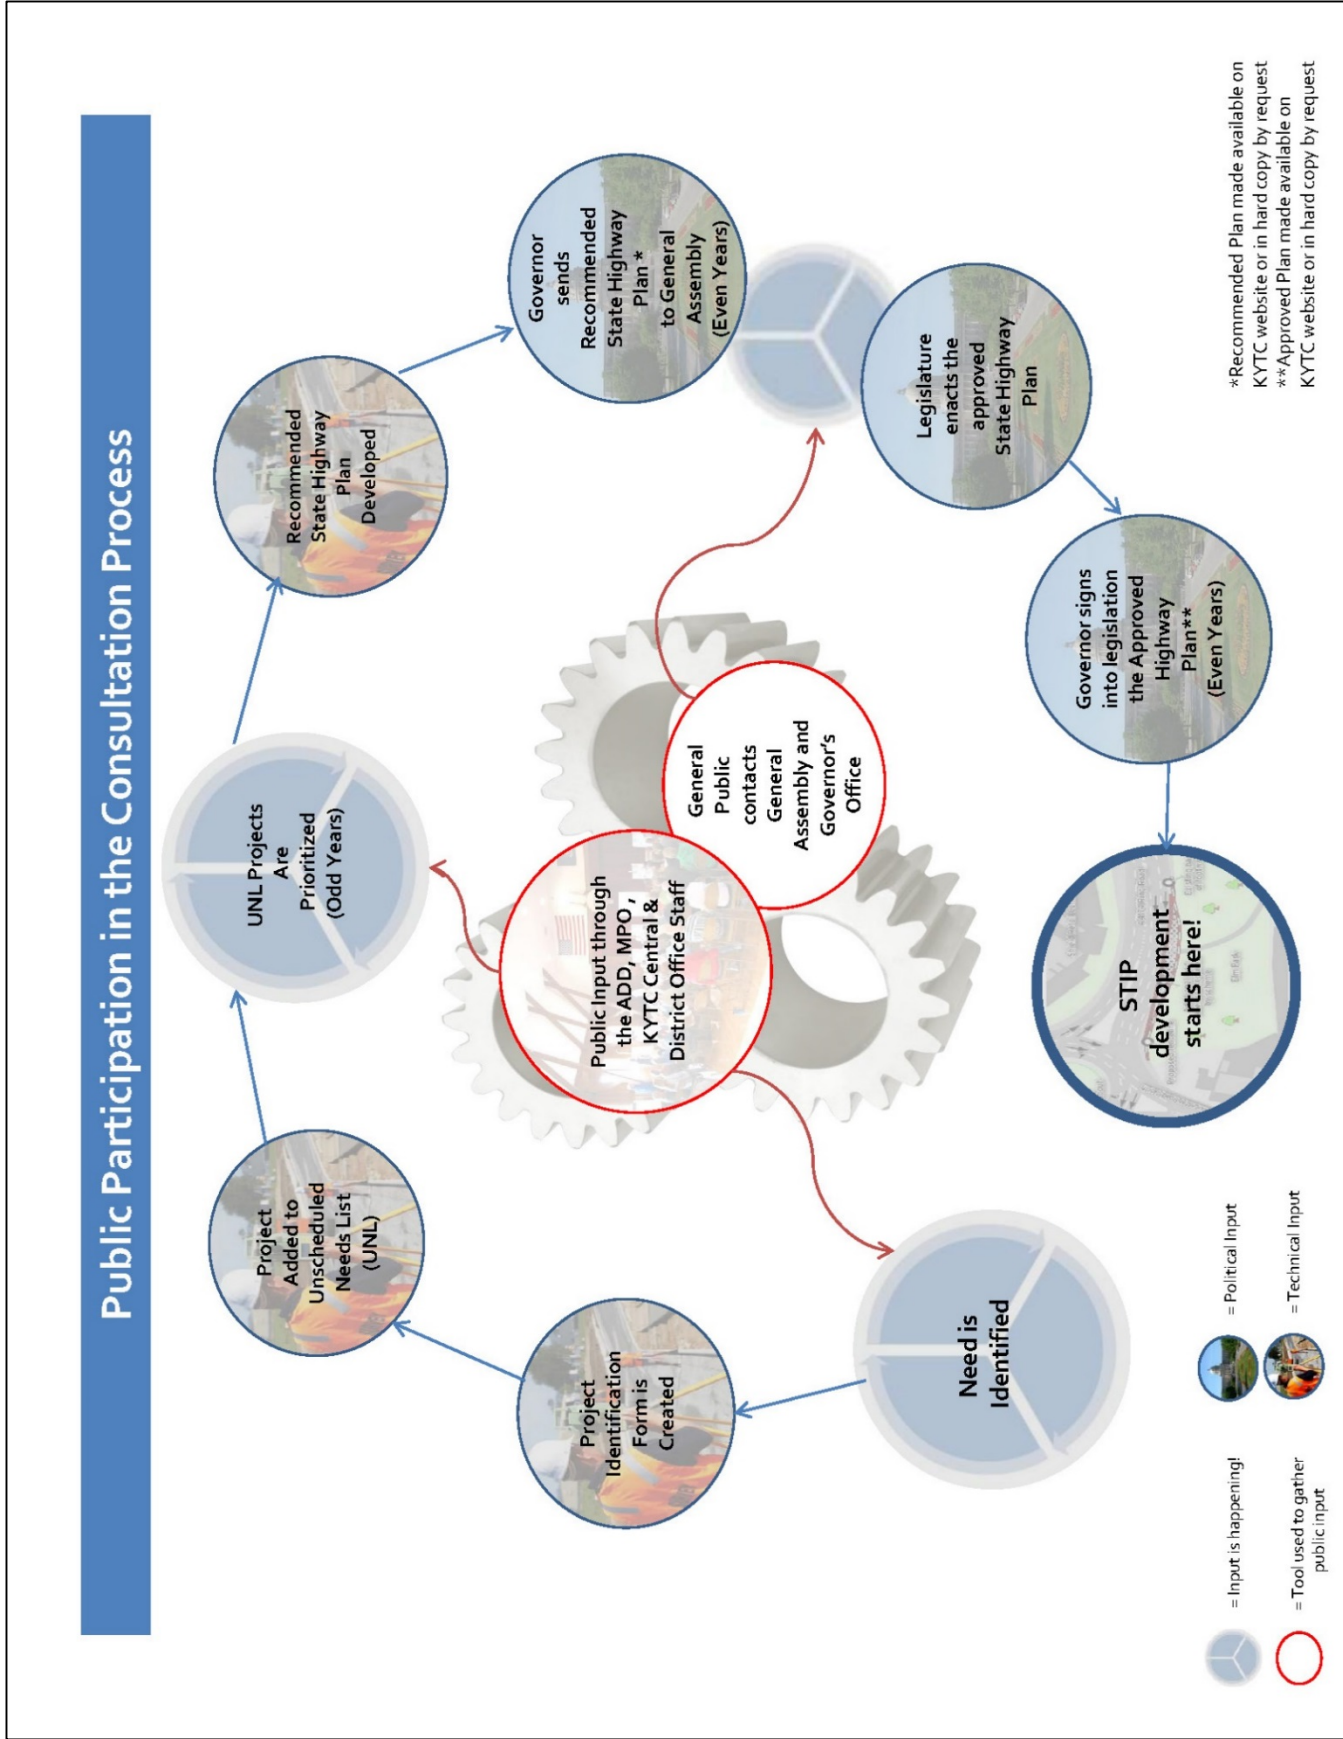 Public Participation in the Consultation Process
Need is
Identified
Project
Identification
Form is
Created
Project
Added to
Unscheduled
Needs List
(UNL)
UNL Projects
Are
Prioritized
(Odd Years)
Recommended
State Highway
Plan
Developed
Governor
sends
Recommended
State Highway
Plan *
to General
Assembly
(Even Years)
Legislature
enacts the
approved
State Highway
Plan
Governor signs
into legislation
the Approved
Highway
Plan**
(Even Years)
STIP
development
starts here!
Public Input through
the ADD, MPO ,
KYTC Central &
District Office Staff
General
Public
contacts
General
Assembly and
Governor's
Office
= Input is happening!
= Tool used to gather
public input
= Political Input
= Technical Input
*Recommended Plan made available on
KYTC website or in hard copy by request
**Approved Plan made available on
KYTC website or in hard copy by request